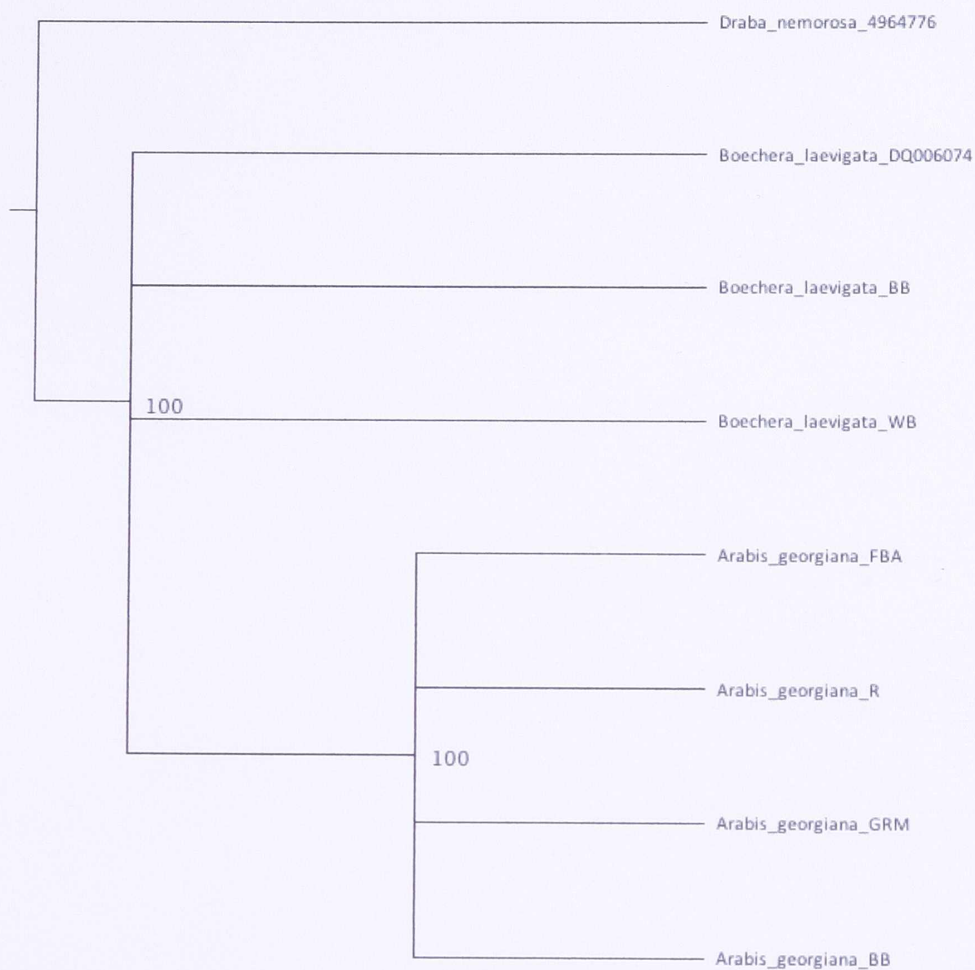 Draba_nemorosa_4964776
Boechera_laevigata_DQ006074
Boechera_laevigata_BB
100
Boechera_laevigata_WB
Arabis_georgiana_FBA
Arabis_georgiana_R
100
Arabis_georgiana_GRM
Arabis_georgiana_BB